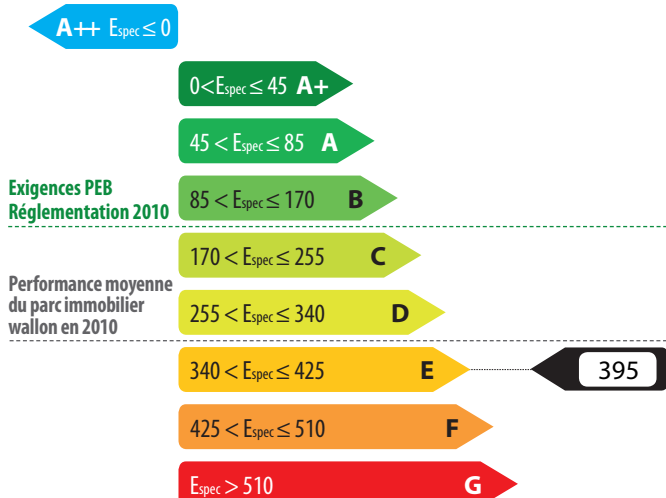 A++ Espec ≤ 0
0 < Espec ≤ 45 A+
45 < Espec ≤ 85 A
Exigences PEB
Réglementation 2010
85 < Espec ≤ 170 B
170 < Espec ≤ 255 C
Performance moyenne
du parc immobilier
wallon en 2010
255 < Espec ≤ 340 D
340 < Espec ≤ 425 E
395
425 < Espec ≤ 510 F
Espec > 510 G